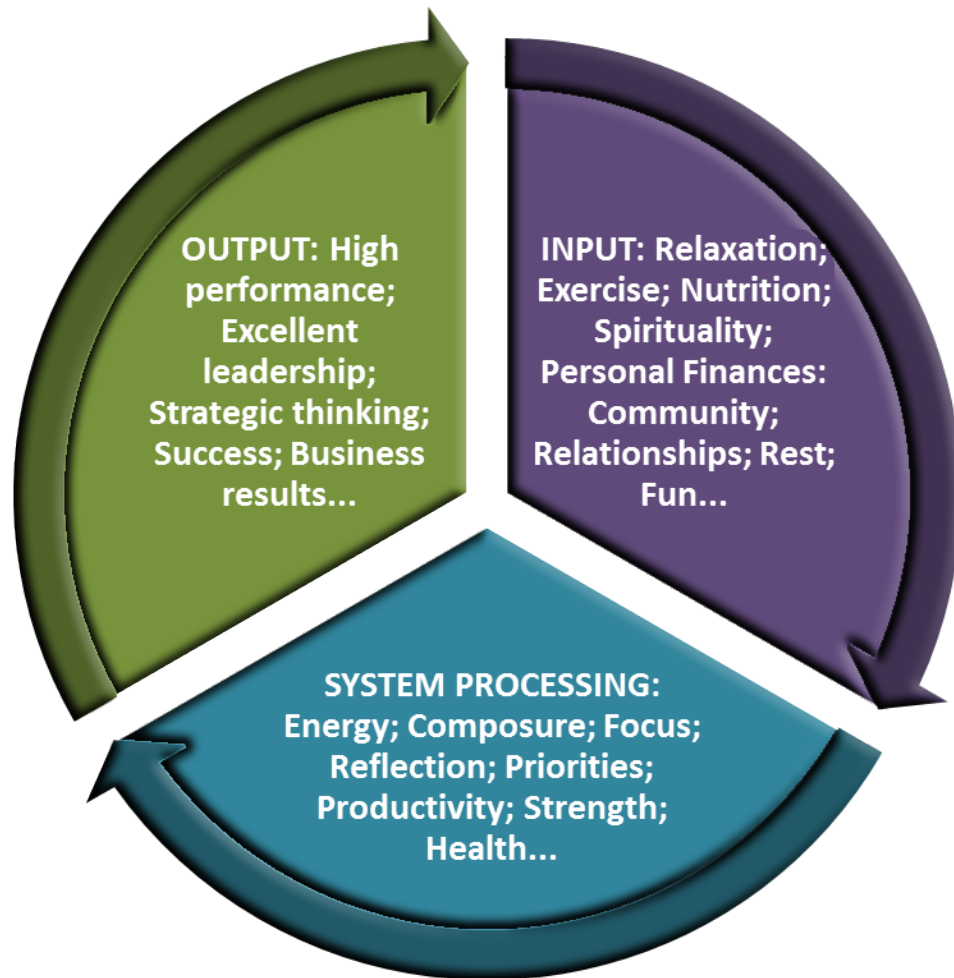 OUTPUT: High
performance;
Excellent
leadership;
Strategic thinking;
Success; Business
results...
INPUT: Relaxation;
Exercise; Nutrition;
Spirituality;
Personal Finances:
Community;
Relationships; Rest;
Fun...
SYSTEM PROCESSING:
Energy; Composure; Focus;
Reflection; Priorities;
Productivity; Strength;
Health...